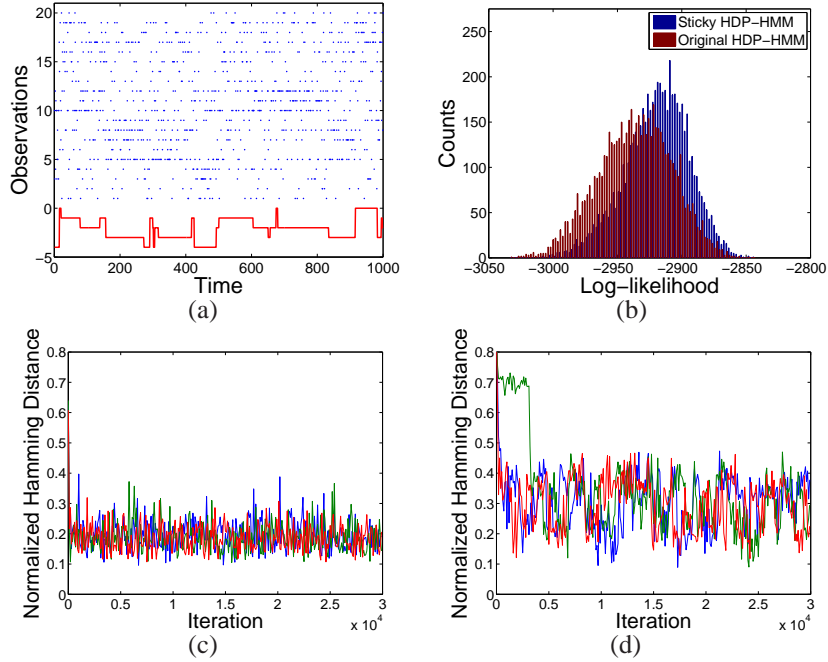 20
15
10
5
0
−5
Observations
0 200 400 600 800 1000
Time
(a)
250
200
150
100
50
0
Counts
Sticky HDP−HMM
Original HDP−HMM
−3050 −3000 −2950 −2900 −2850 −2800
Log−likelihood
(b)
0.8
0.7
0.6
0.5
0.4
0.3
0.2
0.1
0
Normalized Hamming Distance
0 0.5 1 1.5 2 2.5 3
x 10⁴
Iteration
(c)
0.8
0.7
0.6
0.5
0.4
0.3
0.2
0.1
0
Normalized Hamming Distance
0 0.5 1 1.5 2 2.5 3
x 10⁴
Iteration
(d)